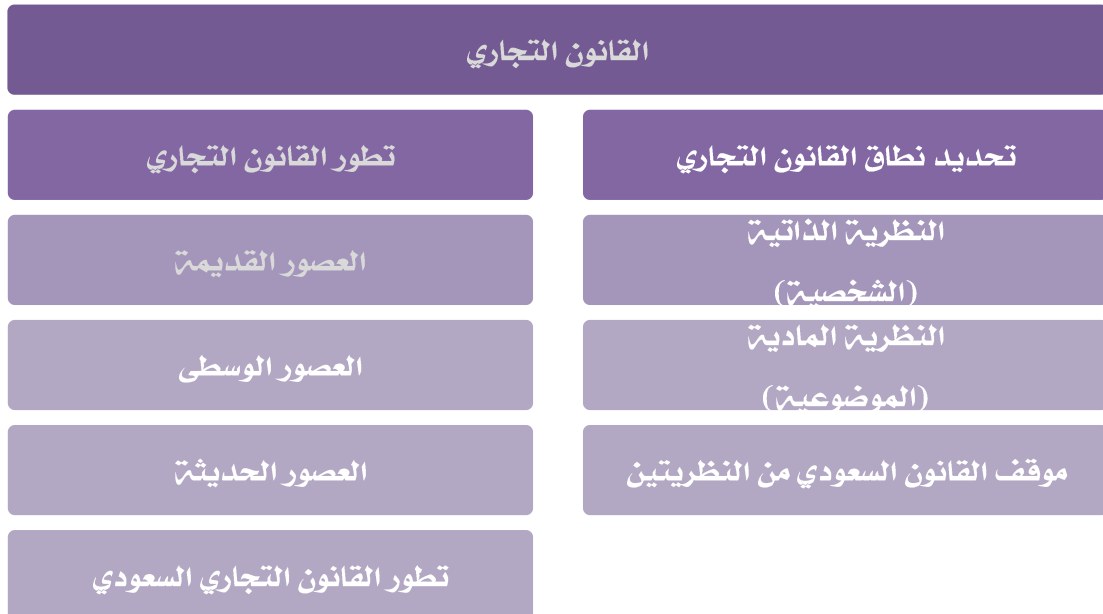 القانون التجاري
تحديد نطاق القانون التجاري
النظرية الذاتية
(الشخصية)
النظرية المادية
(الموضوعية)
موقف القانون السعودي من النظريتين
تطور القانون التجاري
العصور القديمة
العصور الوسطى
العصور الحديثة
تطور القانون التجاري السعودي